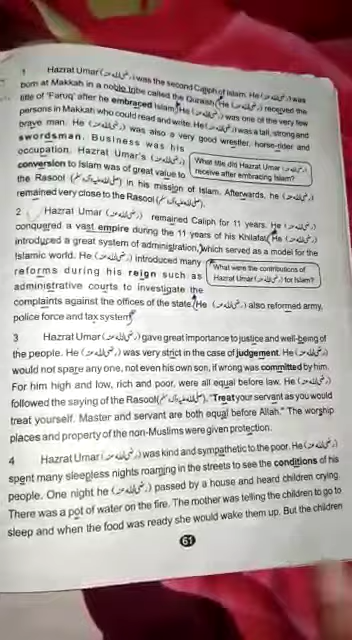 1 Hazrat Umar (رضی اللہ عنہ) was the second Caliph of Islam. He (رضی اللہ عنہ) was
born at Makkah in a noble tribe called the Quraish. He (رضی اللہ عنہ) received the
title of 'Faruq' after he embraced Islam. He (رضی اللہ عنہ) was one of the very few
persons in Makkah who could read and write. He (رضی اللہ عنہ) was a tall, strong and
brave man. He (رضی اللہ عنہ) was also a very good wrestler, horse-rider and
swordsman. Business was his
occupation. Hazrat Umar's (رضی اللہ عنہ)
conversion to Islam was of great value to
What title did Hazrat Umar (رضی اللہ عنہ)
receive after embracing Islam?
the Rasool in his mission of Islam. Afterwards, he (رضی اللہ عنہ)
remained very close to the Rasool
2 Hazrat Umar (رضی اللہ عنہ) remained Caliph for 11 years. He (رضی اللہ عنہ)
conquered a vast empire during the 11 years of his Khilafat. He (رضی اللہ عنہ)
introduced a great system of administration, which served as a model for the
Islamic world. He (رضی اللہ عنہ) introduced many
reforms during his reign such as
administrative courts to investigate the
What were the contributions of
Hazrat Umar (رضی اللہ عنہ) for Islam?
complaints against the offices of the state. He (رضی اللہ عنہ) also reformed army,
police force and tax system.
3 Hazrat Umar (رضی اللہ عنہ) gave great importance to justice and well-being of
the people. He (رضی اللہ عنہ) was very strict in the case of judgement. He (رضی اللہ عنہ)
would not spare any one, not even his own son, if wrong was committed by him.
For him high and low, rich and poor, were all equal before law. He (رضی اللہ عنہ)
followed the saying of the Rasool "Treat your servant as you would
treat yourself. Master and servant are both equal before Allah." The worship
places and property of the non-Muslims were given protection.
4 Hazrat Umar (رضی اللہ عنہ) was kind and sympathetic to the poor. He (رضی اللہ عنہ)
spent many sleepless nights roaming in the streets to see the conditions of his
people. One night he (رضی اللہ عنہ) passed by a house and heard children crying.
There was a pot of water on the fire. The mother was telling the children to go to
sleep and when the food was ready she would wake them up. But the children
61